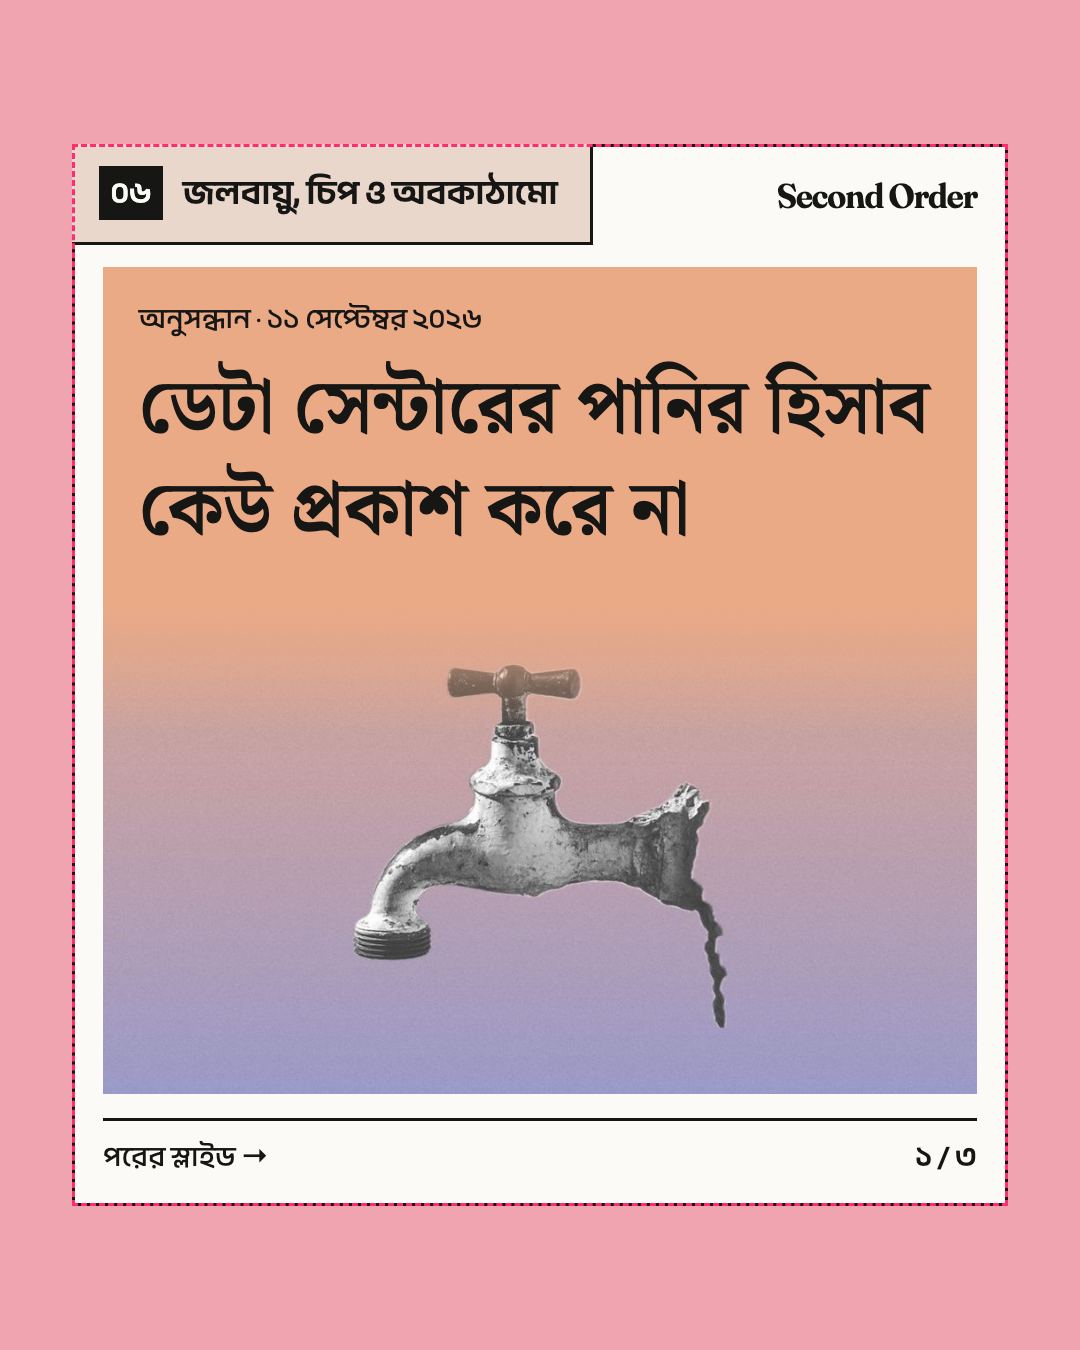 ০৬ জলবায়ু, চিপ ও অবকাঠামো
Second Order
অনুসন্ধান · ১১ সেপ্টেম্বর ২০২৬
ডেটা সেন্টারের পানির হিসাব
কেউ প্রকাশ করে না
পরের স্লাইড →
১ / ৩